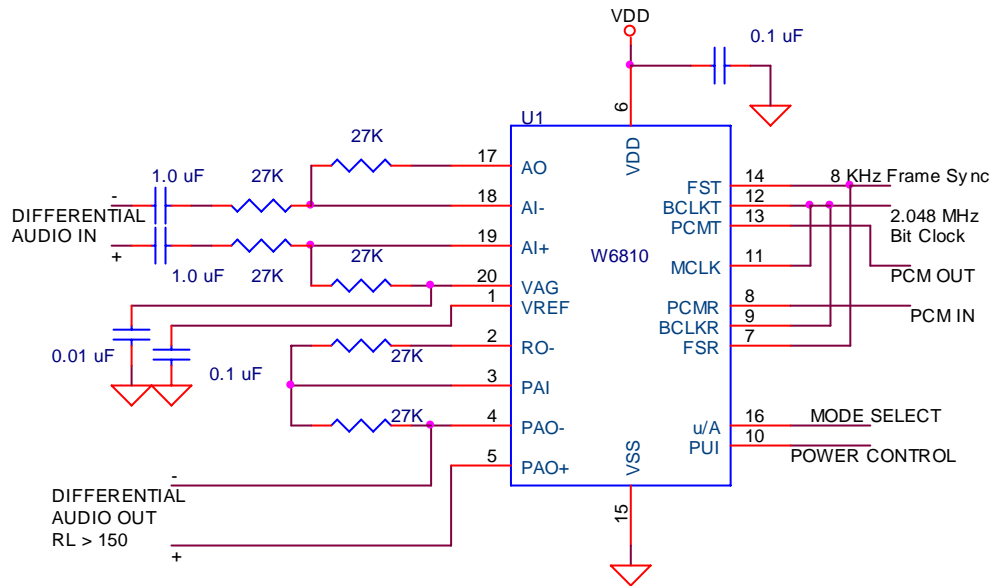 VDD
0.1 uF
6
U1
VDD
27K
17
AO
1.0 uF
27K
-
18
AI-
DIFFERENTIAL
AUDIO IN
+
19
AI+
1.0 uF
27K
27K
20
VAG
1
VREF
0.01 uF
0.1 uF
2
RO-
27K
3
PAI
27K
4
PAO-
5
PAO+
-
DIFFERENTIAL
AUDIO OUT
RL > 150
+
W6810
VSS
15
14
FST
8 KHz Frame Sync
12
BCLKT
2.048 MHz
Bit Clock
13
PCMT
PCM OUT
11
MCLK
8
PCMR
PCM IN
9
BCLKR
7
FSR
16
u/A
MODE SELECT
10
PUI
POWER CONTROL